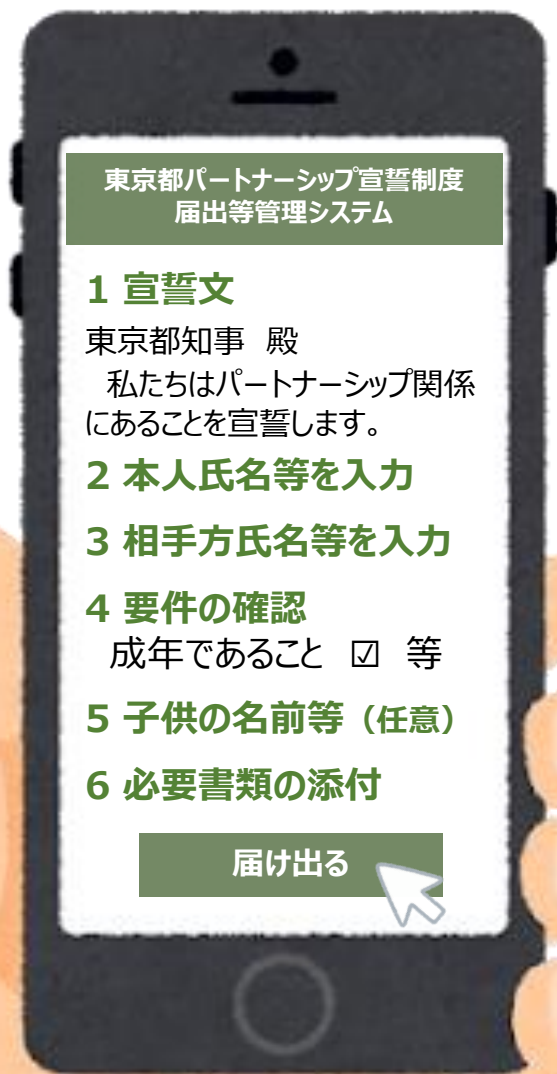 東京都パートナーシップ宣誓制度
届出等管理システム
1 宣誓文
東京都知事 殿
私たちはパートナーシップ関係
にあることを宣誓します。
2 本人氏名等を入力
3 相手方氏名等を入力
4 要件の確認
成年であること ☑ 等
5 子供の名前等（任意）
6 必要書類の添付
届け出る